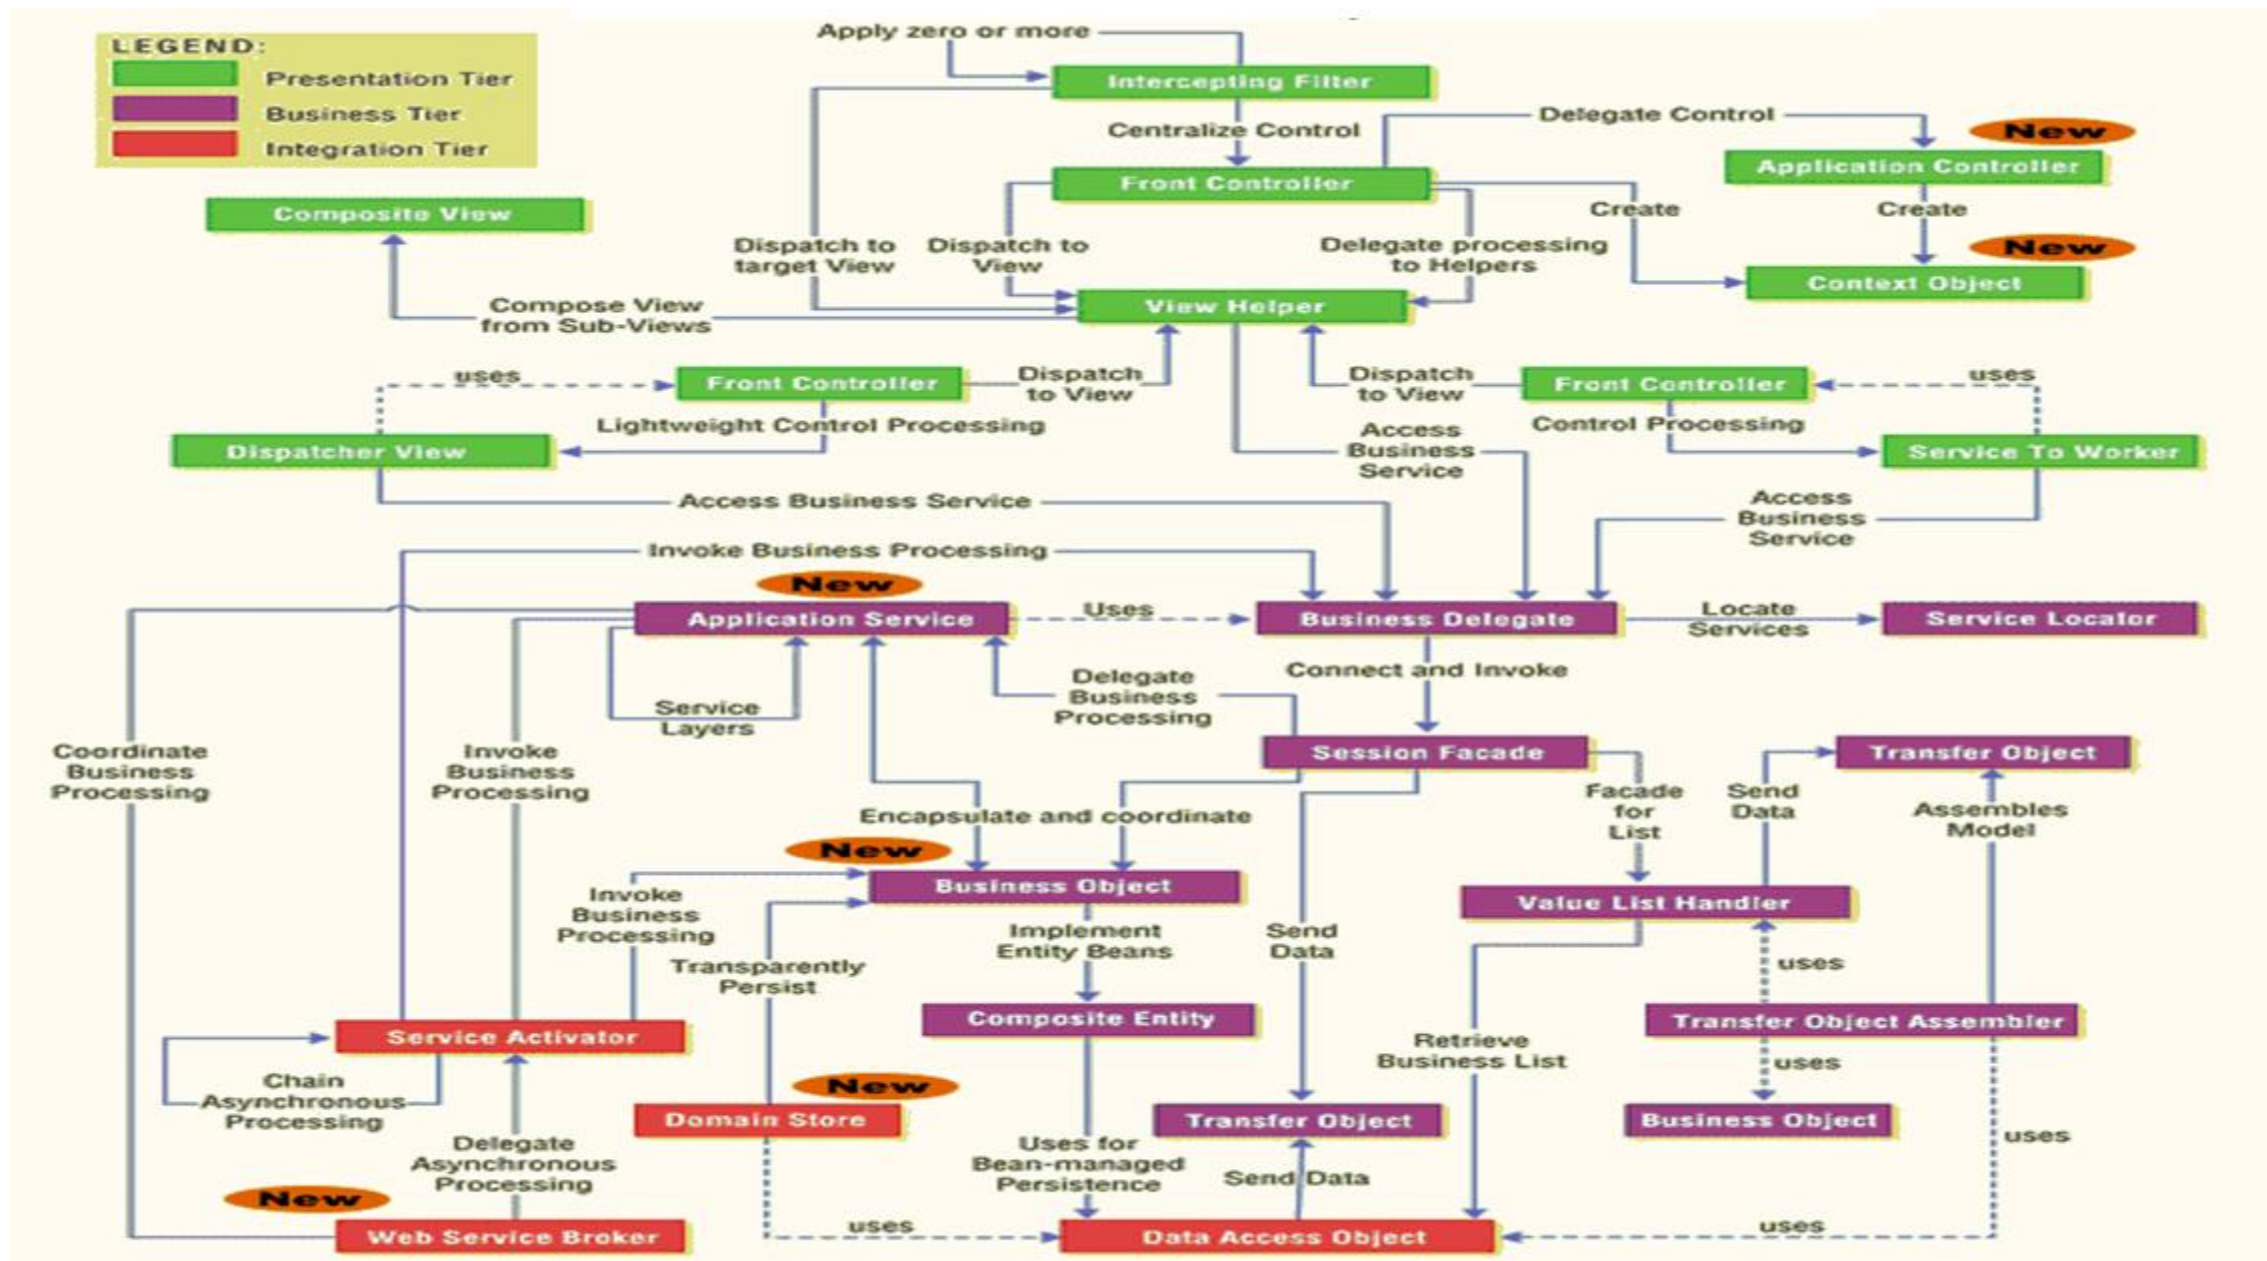 LEGEND:
Presentation Tier
Business Tier
Integration Tier
Apply zero or more
Intercepting Filter
Centralize Control
Delegate Control
New
Application Controller
Front Controller
Create
Create
New
Context Object
Composite View
Dispatch to
target View
Dispatch to
View
Delegate processing
to Helpers
View Helper
Compose View
from Sub-Views
uses
Front Controller
Dispatch
to View
Dispatch
to View
Front Controller
uses
Lightweight Control Processing
Control Processing
Dispatcher View
Access
Business
Service
Service To Worker
Access Business Service
Access
Business
Service
Invoke Business Processing
New
Application Service
Uses
Business Delegate
Locate
Services
Service Locator
Connect and Invoke
Delegate
Business
Processing
Service
Layers
Coordinate
Business
Processing
Invoke
Business
Processing
Session Facade
Transfer Object
Facade
for
List
Send
Data
Assembles
Model
Encapsulate and coordinate
New
Business Object
Value List Handler
Invoke
Business
Processing
Implement
Entity Beans
Send
Data
Transparently
Persist
uses
Composite Entity
Transfer Object Assembler
Service Activator
Retrieve
Business List
uses
Chain
Asynchronous
Processing
New
Domain Store
Transfer Object
Business Object
uses
Delegate
Asynchronous
Processing
Uses for
Bean-managed
Persistence
Send Data
New
Web Service Broker
uses
Data Access Object
uses